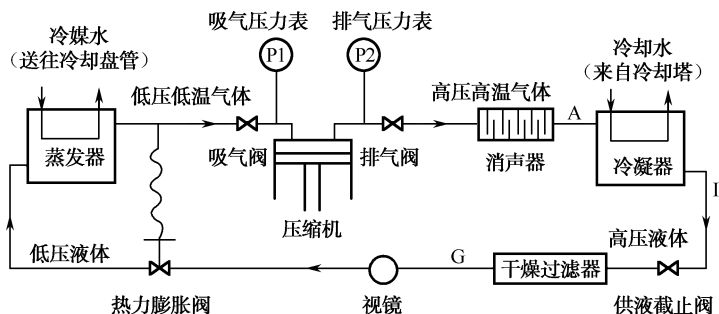 吸气压力表
排气压力表
冷媒水
（送往冷却盘管）
P1
P2
冷却水
（来自冷却塔）
低压低温气体
高压高温气体
A
蒸发器
吸气阀
排气阀
消声器
冷凝器
I
压缩机
低压液体
高压液体
G
干燥过滤器
热力膨胀阀
视镜
供液截止阀